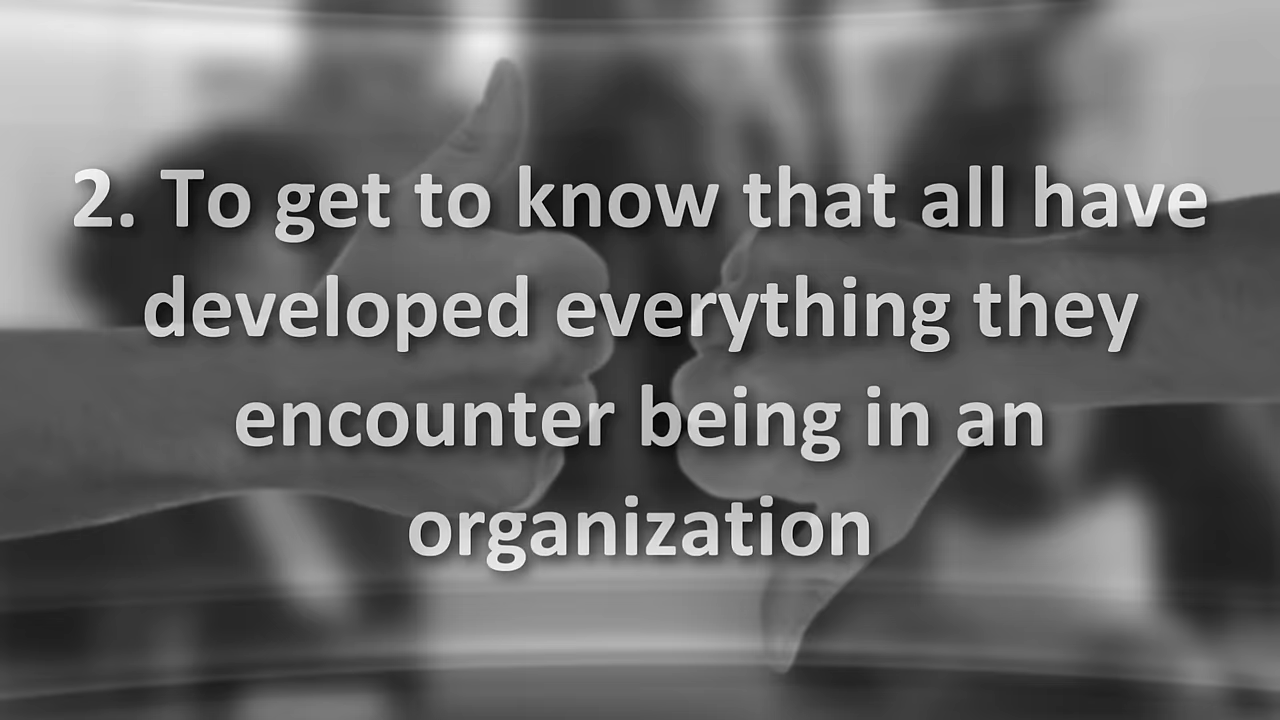 2. To get to know that all have
developed everything they
encounter being in an
organization